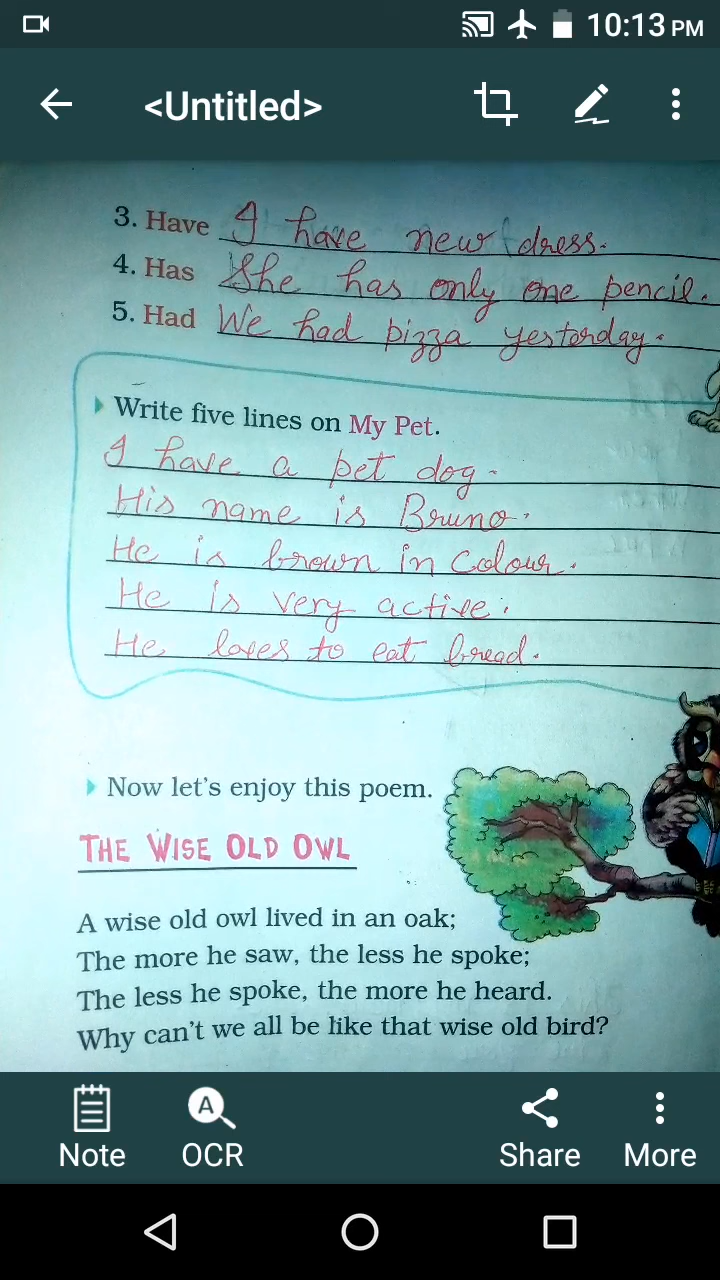 10:13 PM
<Untitled>
3. Have I have new dress.
4. Has She has only one pencil.
5. Had We had pizza yesterday.
Write five lines on My Pet.
I have a pet dog.
His name is Bruno.
He is brown in colour.
He is very active.
He loves to eat bread.
Now let's enjoy this poem.
THE WISE OLD OWL
A wise old owl lived in an oak;
The more he saw, the less he spoke;
The less he spoke, the more he heard.
Why can't we all be like that wise old bird?
A
Note OCR Share More